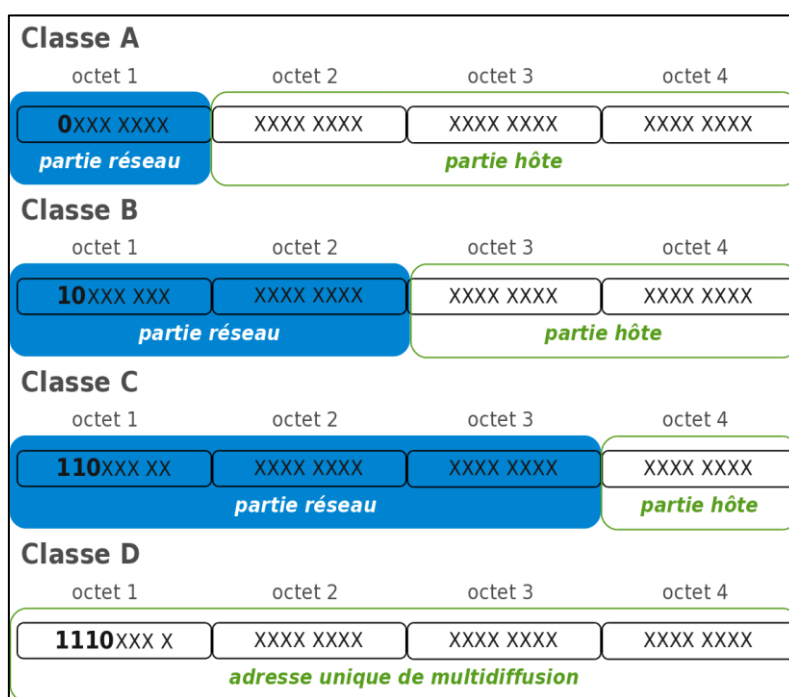 Classe A
octet 1 octet 2 octet 3 octet 4
0XXX XXXX XXXX XXXX XXXX XXXX XXXX XXXX
partie réseau partie hôte
Classe B
octet 1 octet 2 octet 3 octet 4
10XXX XXX XXXX XXXX XXXX XXXX XXXX XXXX
partie réseau partie hôte
Classe C
octet 1 octet 2 octet 3 octet 4
110XXX XX XXXX XXXX XXXX XXXX XXXX XXXX
partie réseau partie hôte
Classe D
octet 1 octet 2 octet 3 octet 4
1110XXX X XXXX XXXX XXXX XXXX XXXX XXXX
adresse unique de multidiffusion